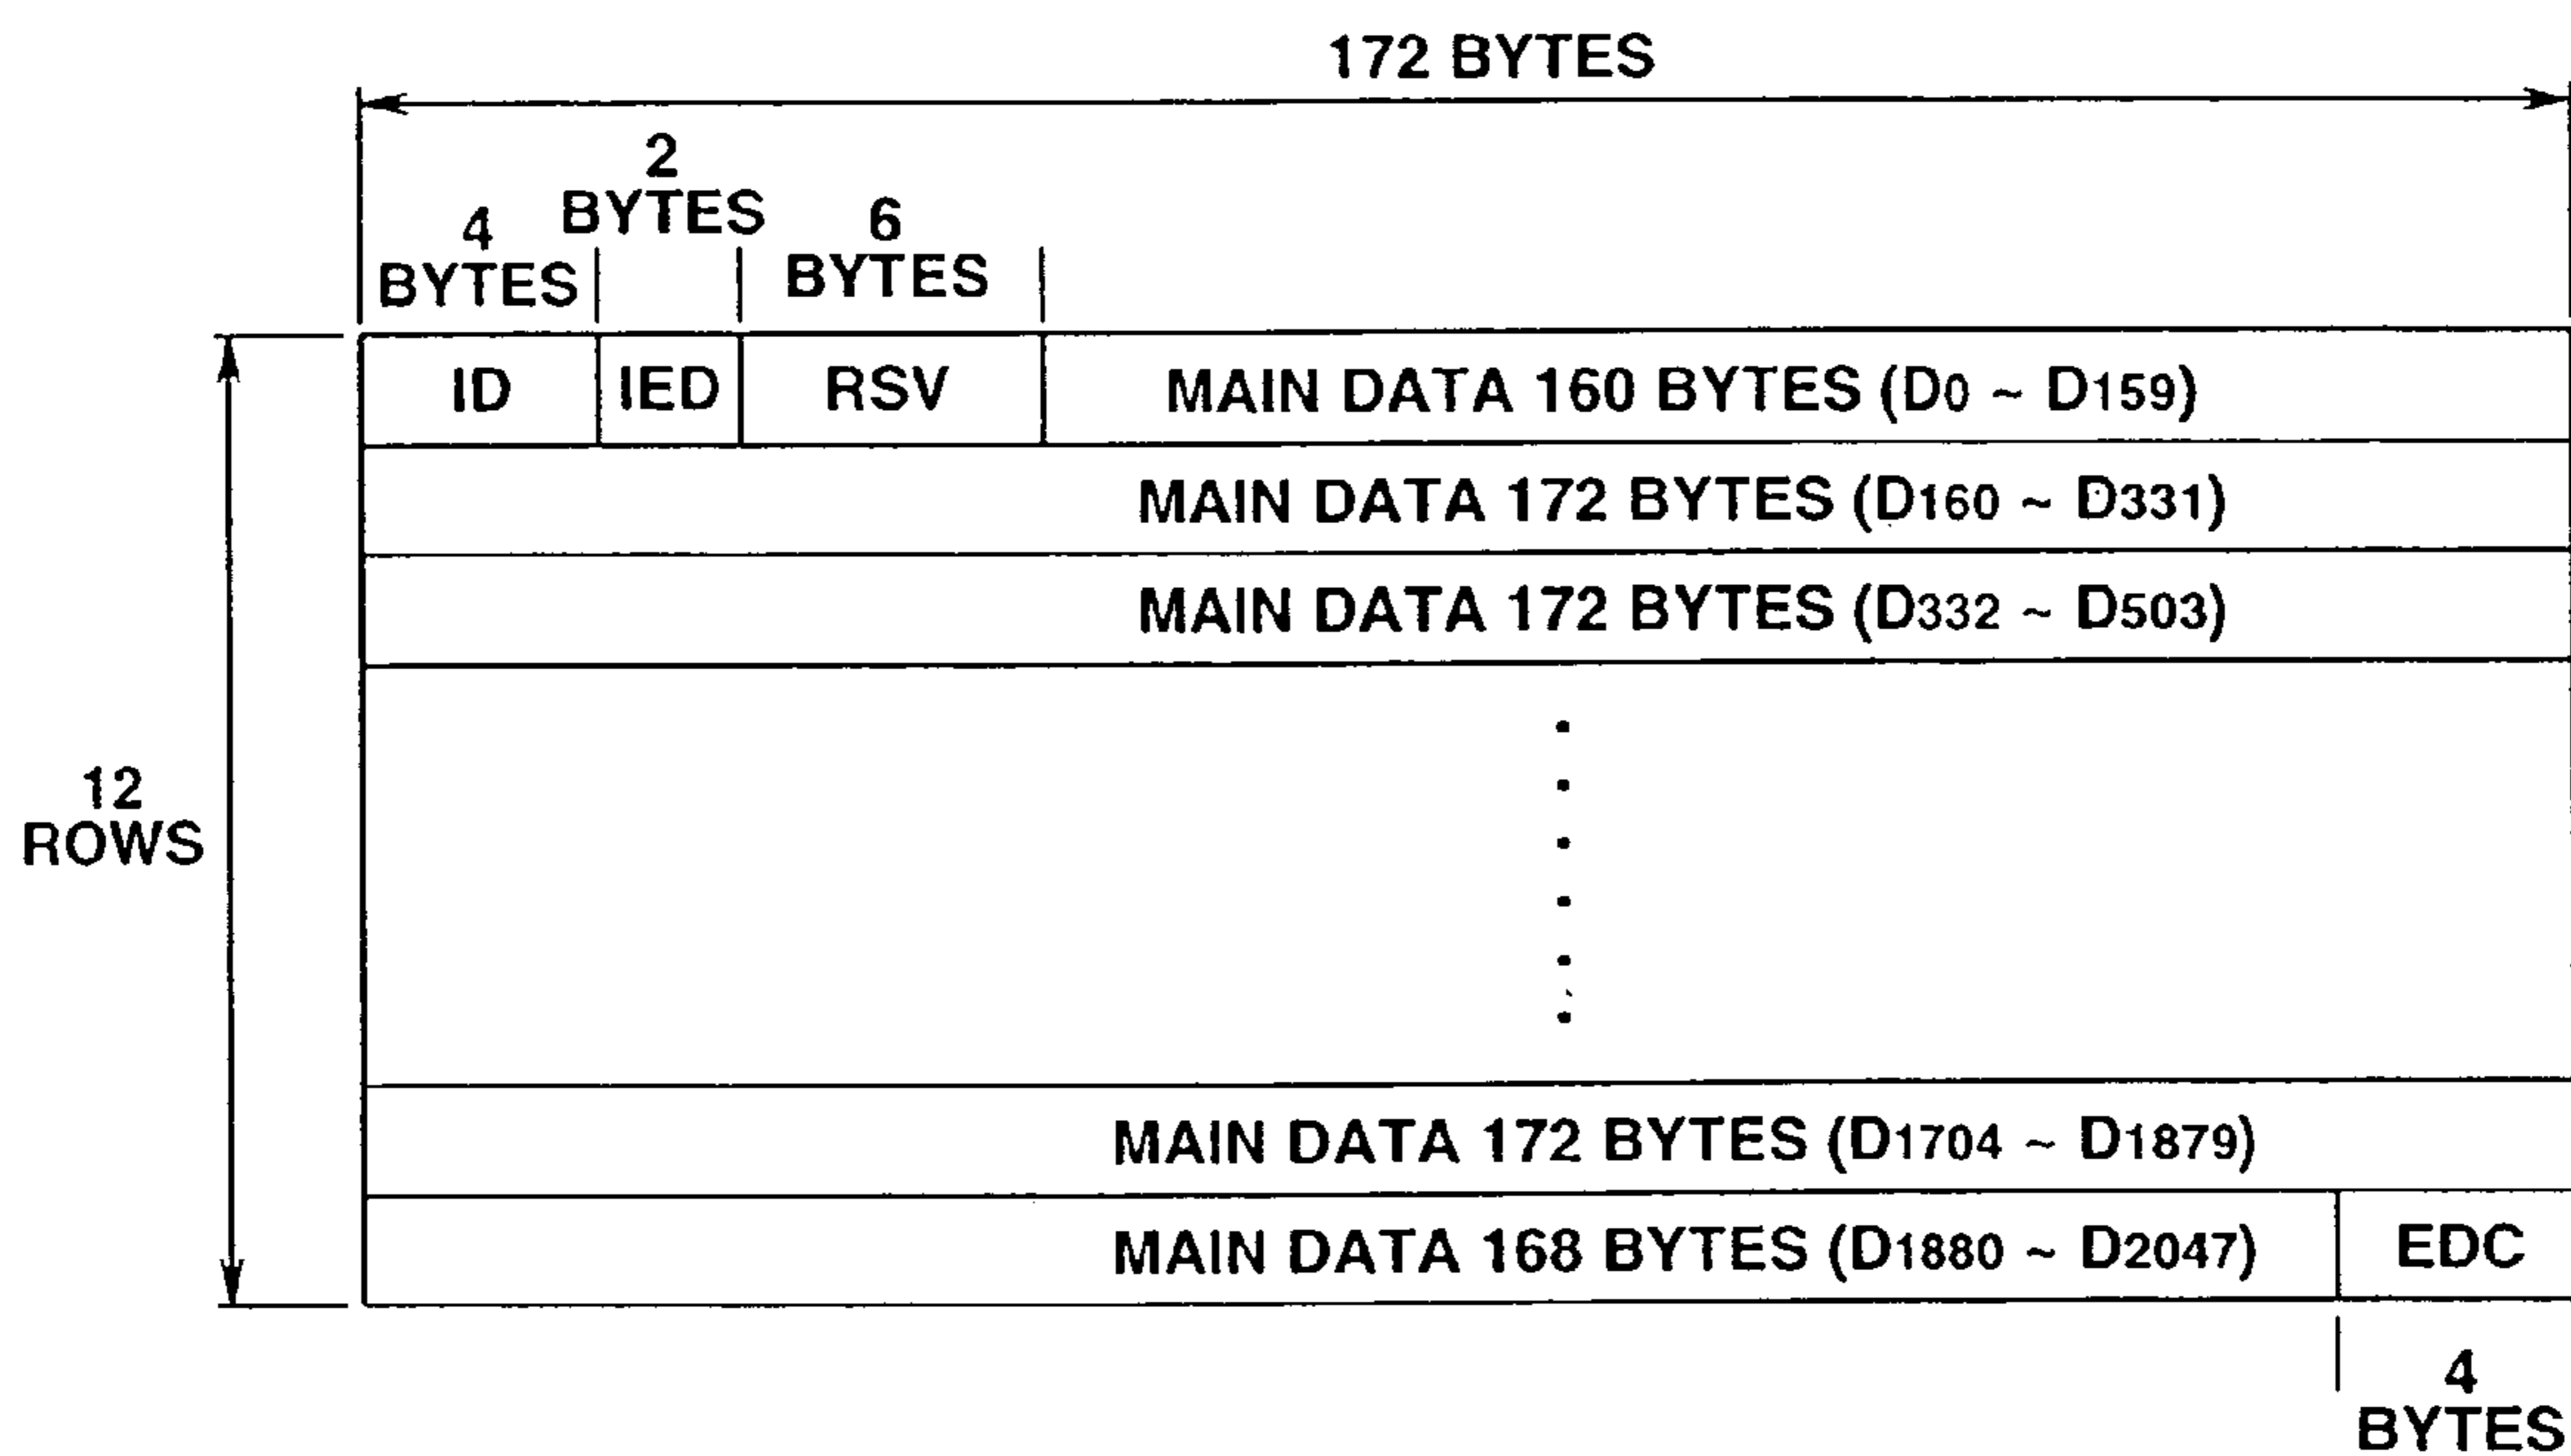 172 BYTES
2
BYTES
4
BYTES
6
BYTES
ID IED RSV MAIN DATA 160 BYTES (D0 ~ D159)
MAIN DATA 172 BYTES (D160 ~ D331)
MAIN DATA 172 BYTES (D332 ~ D503)
12
ROWS
MAIN DATA 172 BYTES (D1704 ~ D1879)
MAIN DATA 168 BYTES (D1880 ~ D2047) EDC
4
BYTES